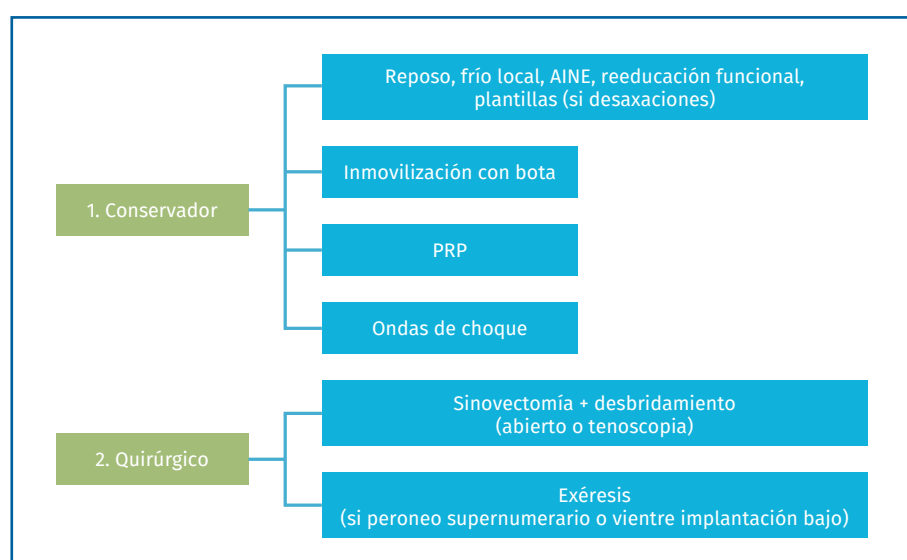 1. Conservador
Reposo, frío local, AINE, reeducación funcional,
plantillas (si desaxaciones)
Inmovilización con bota
PRP
Ondas de choque
2. Quirúrgico
Sinovectomía + desbridamiento
(abierto o tenoscopia)
Exéresis
(si peroneo supernumerario o vientre implantación bajo)